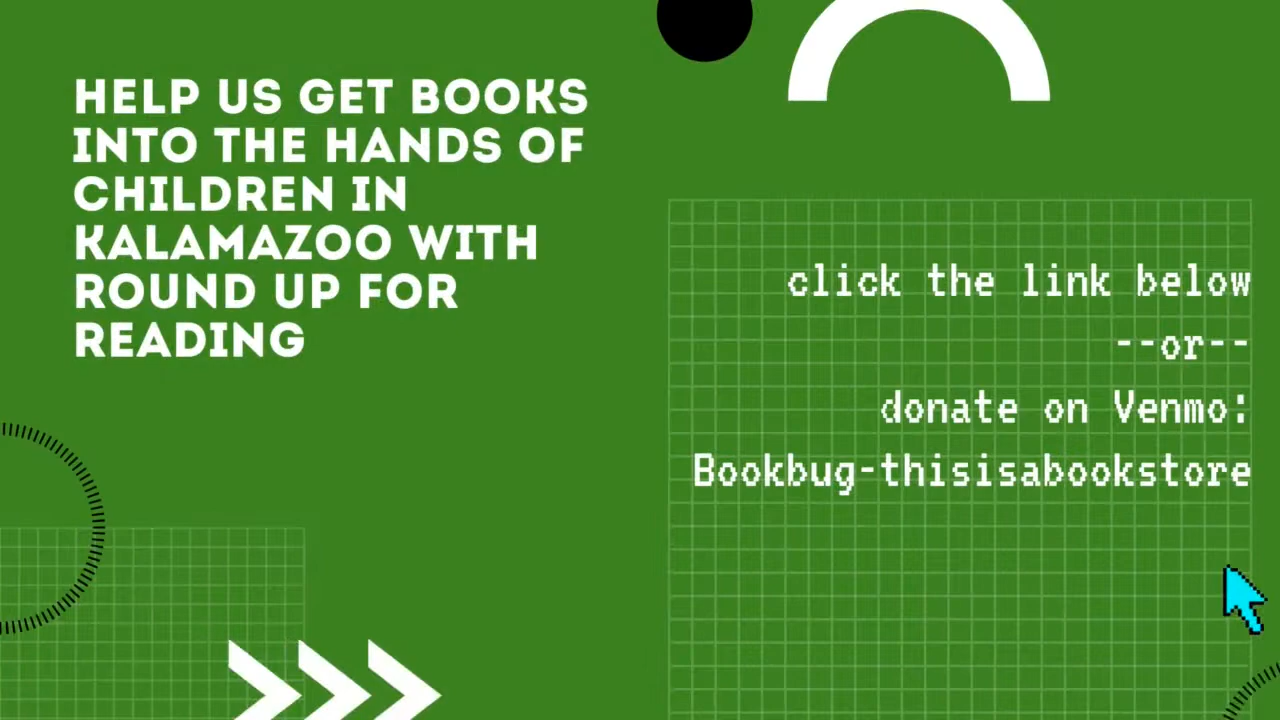 HELP US GET BOOKS
INTO THE HANDS OF
CHILDREN IN
KALAMAZOO WITH
ROUND UP FOR
READING
click the link below
--or--
donate on Venmo:
Bookbug-thisisabookstore